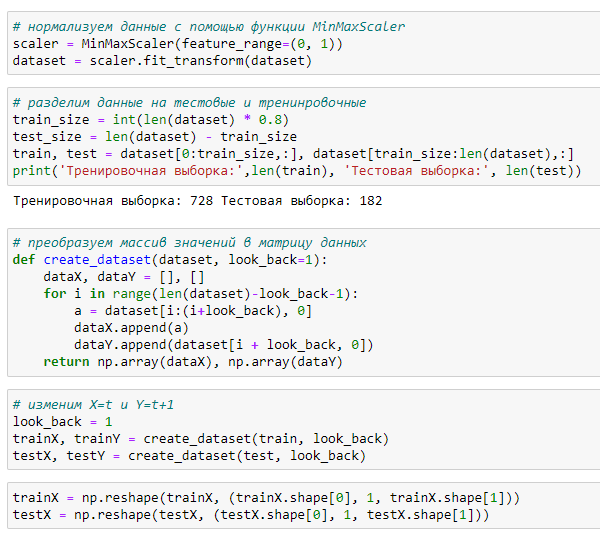 # нормализуем данные с помощью функции MinMaxScaler
scaler = MinMaxScaler(feature_range=(0, 1))
dataset = scaler.fit_transform(dataset)
# разделим данные на тестовые и тренинровочные
train_size = int(len(dataset) * 0.8)
test_size = len(dataset) - train_size
train, test = dataset[0:train_size,:], dataset[train_size:len(dataset),:]
print('Тренировочная выборка:',len(train), 'Тестовая выборка:', len(test))
Тренировочная выборка: 728 Тестовая выборка: 182
# преобразуем массив значений в матрицу данных
def create_dataset(dataset, look_back=1):
    dataX, dataY = [], []
    for i in range(len(dataset)-look_back-1):
        a = dataset[i:(i+look_back), 0]
        dataX.append(a)
        dataY.append(dataset[i + look_back, 0])
    return np.array(dataX), np.array(dataY)
# изменим X=t и Y=t+1
look_back = 1
trainX, trainY = create_dataset(train, look_back)
testX, testY = create_dataset(test, look_back)
trainX = np.reshape(trainX, (trainX.shape[0], 1, trainX.shape[1]))
testX = np.reshape(testX, (testX.shape[0], 1, testX.shape[1]))